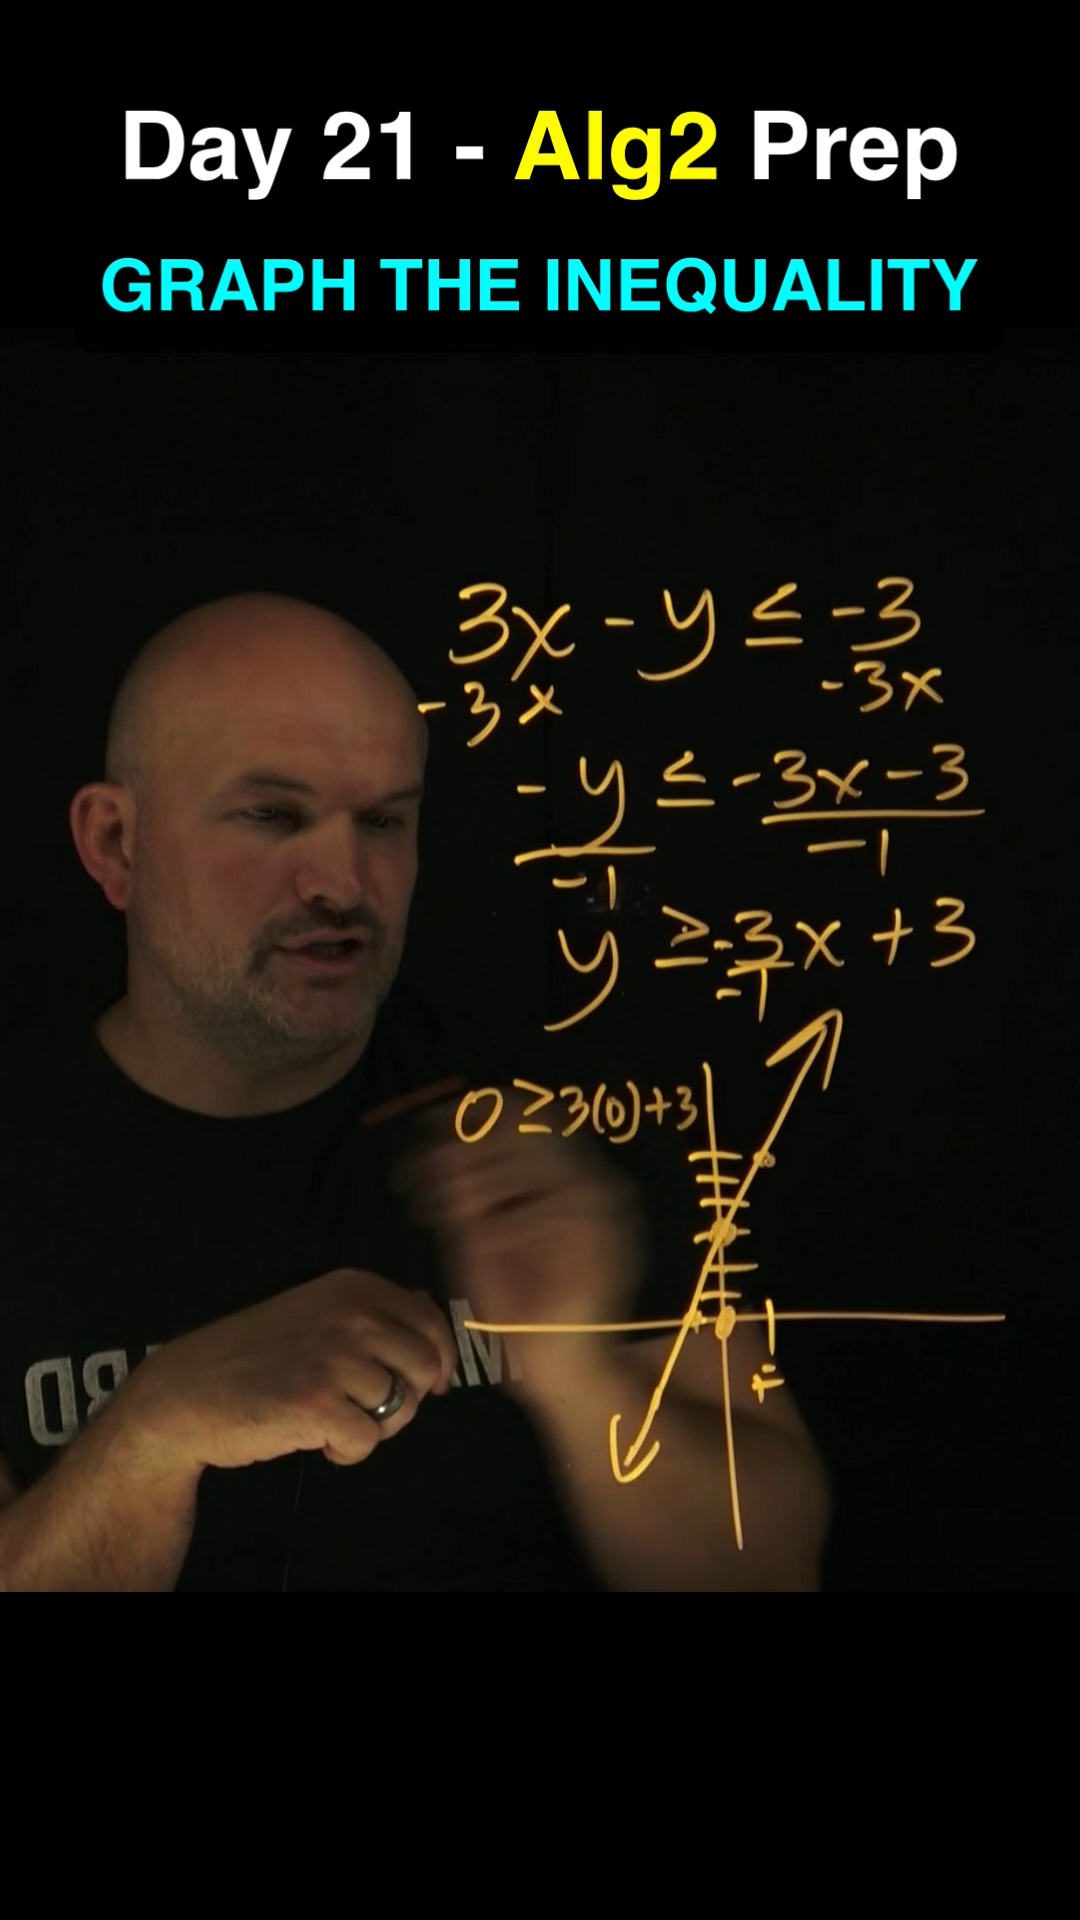 Day 21 - Alg2 Prep
GRAPH THE INEQUALITY
3x - y ≤ -3
-3x -3x
-y ≤ -3x - 3
-1 -1
y ≥ -3x + 3
-1
0 ≥ 3(0) + 3